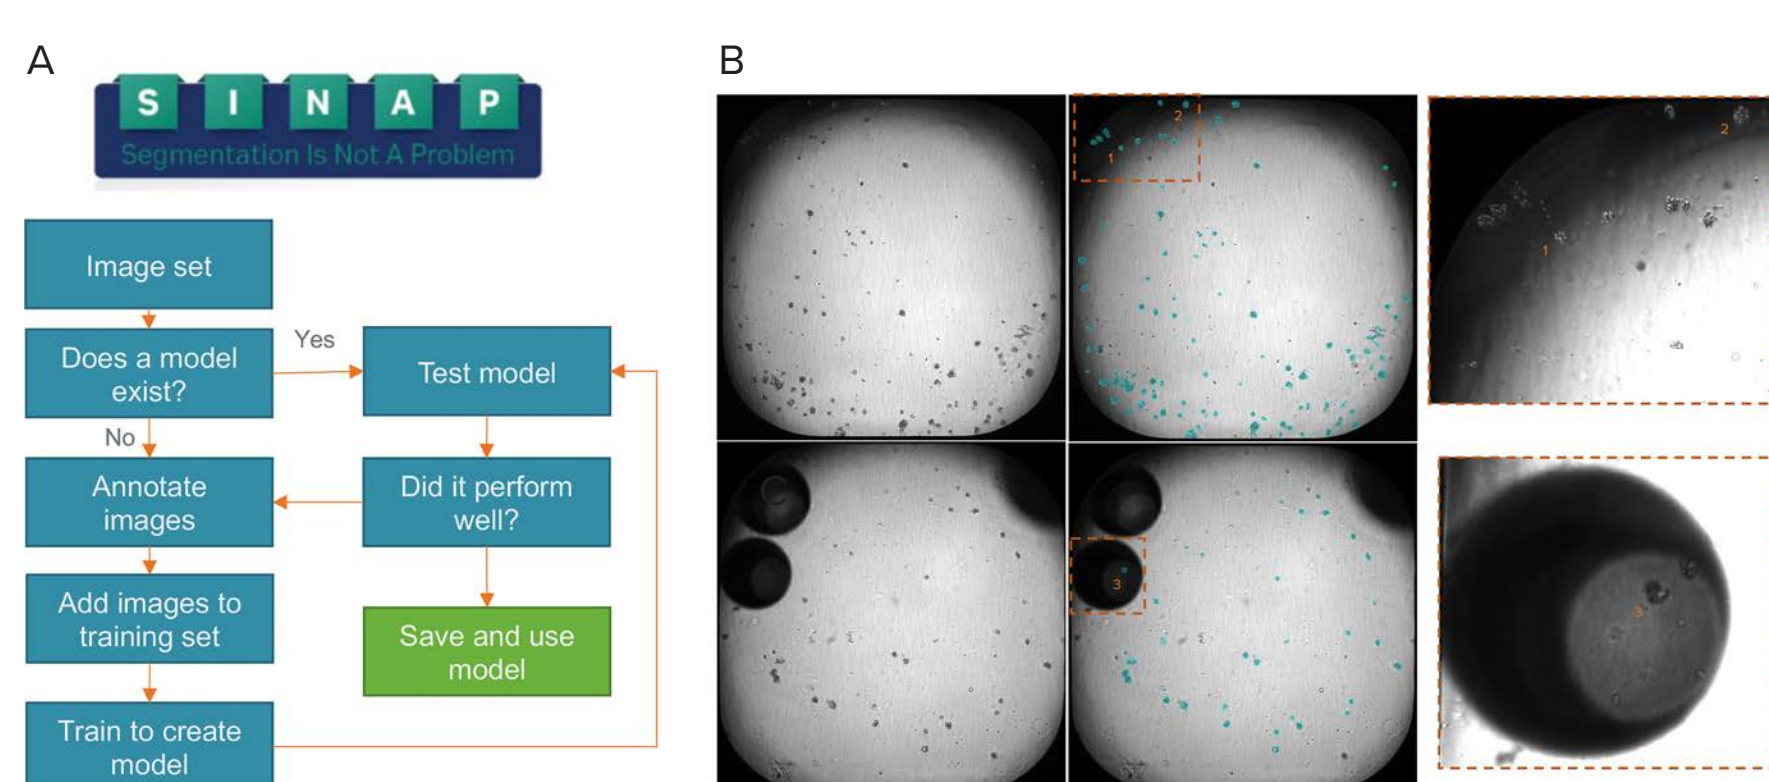 A
S I N A P
Segmentation Is Not A Problem
Image set
Does a model
exist?
Yes
No
Test model
Annotate
images
Did it perform
well?
Add images to
training set
Save and use
model
Train to create
model
B
2
1
2
1
3
3